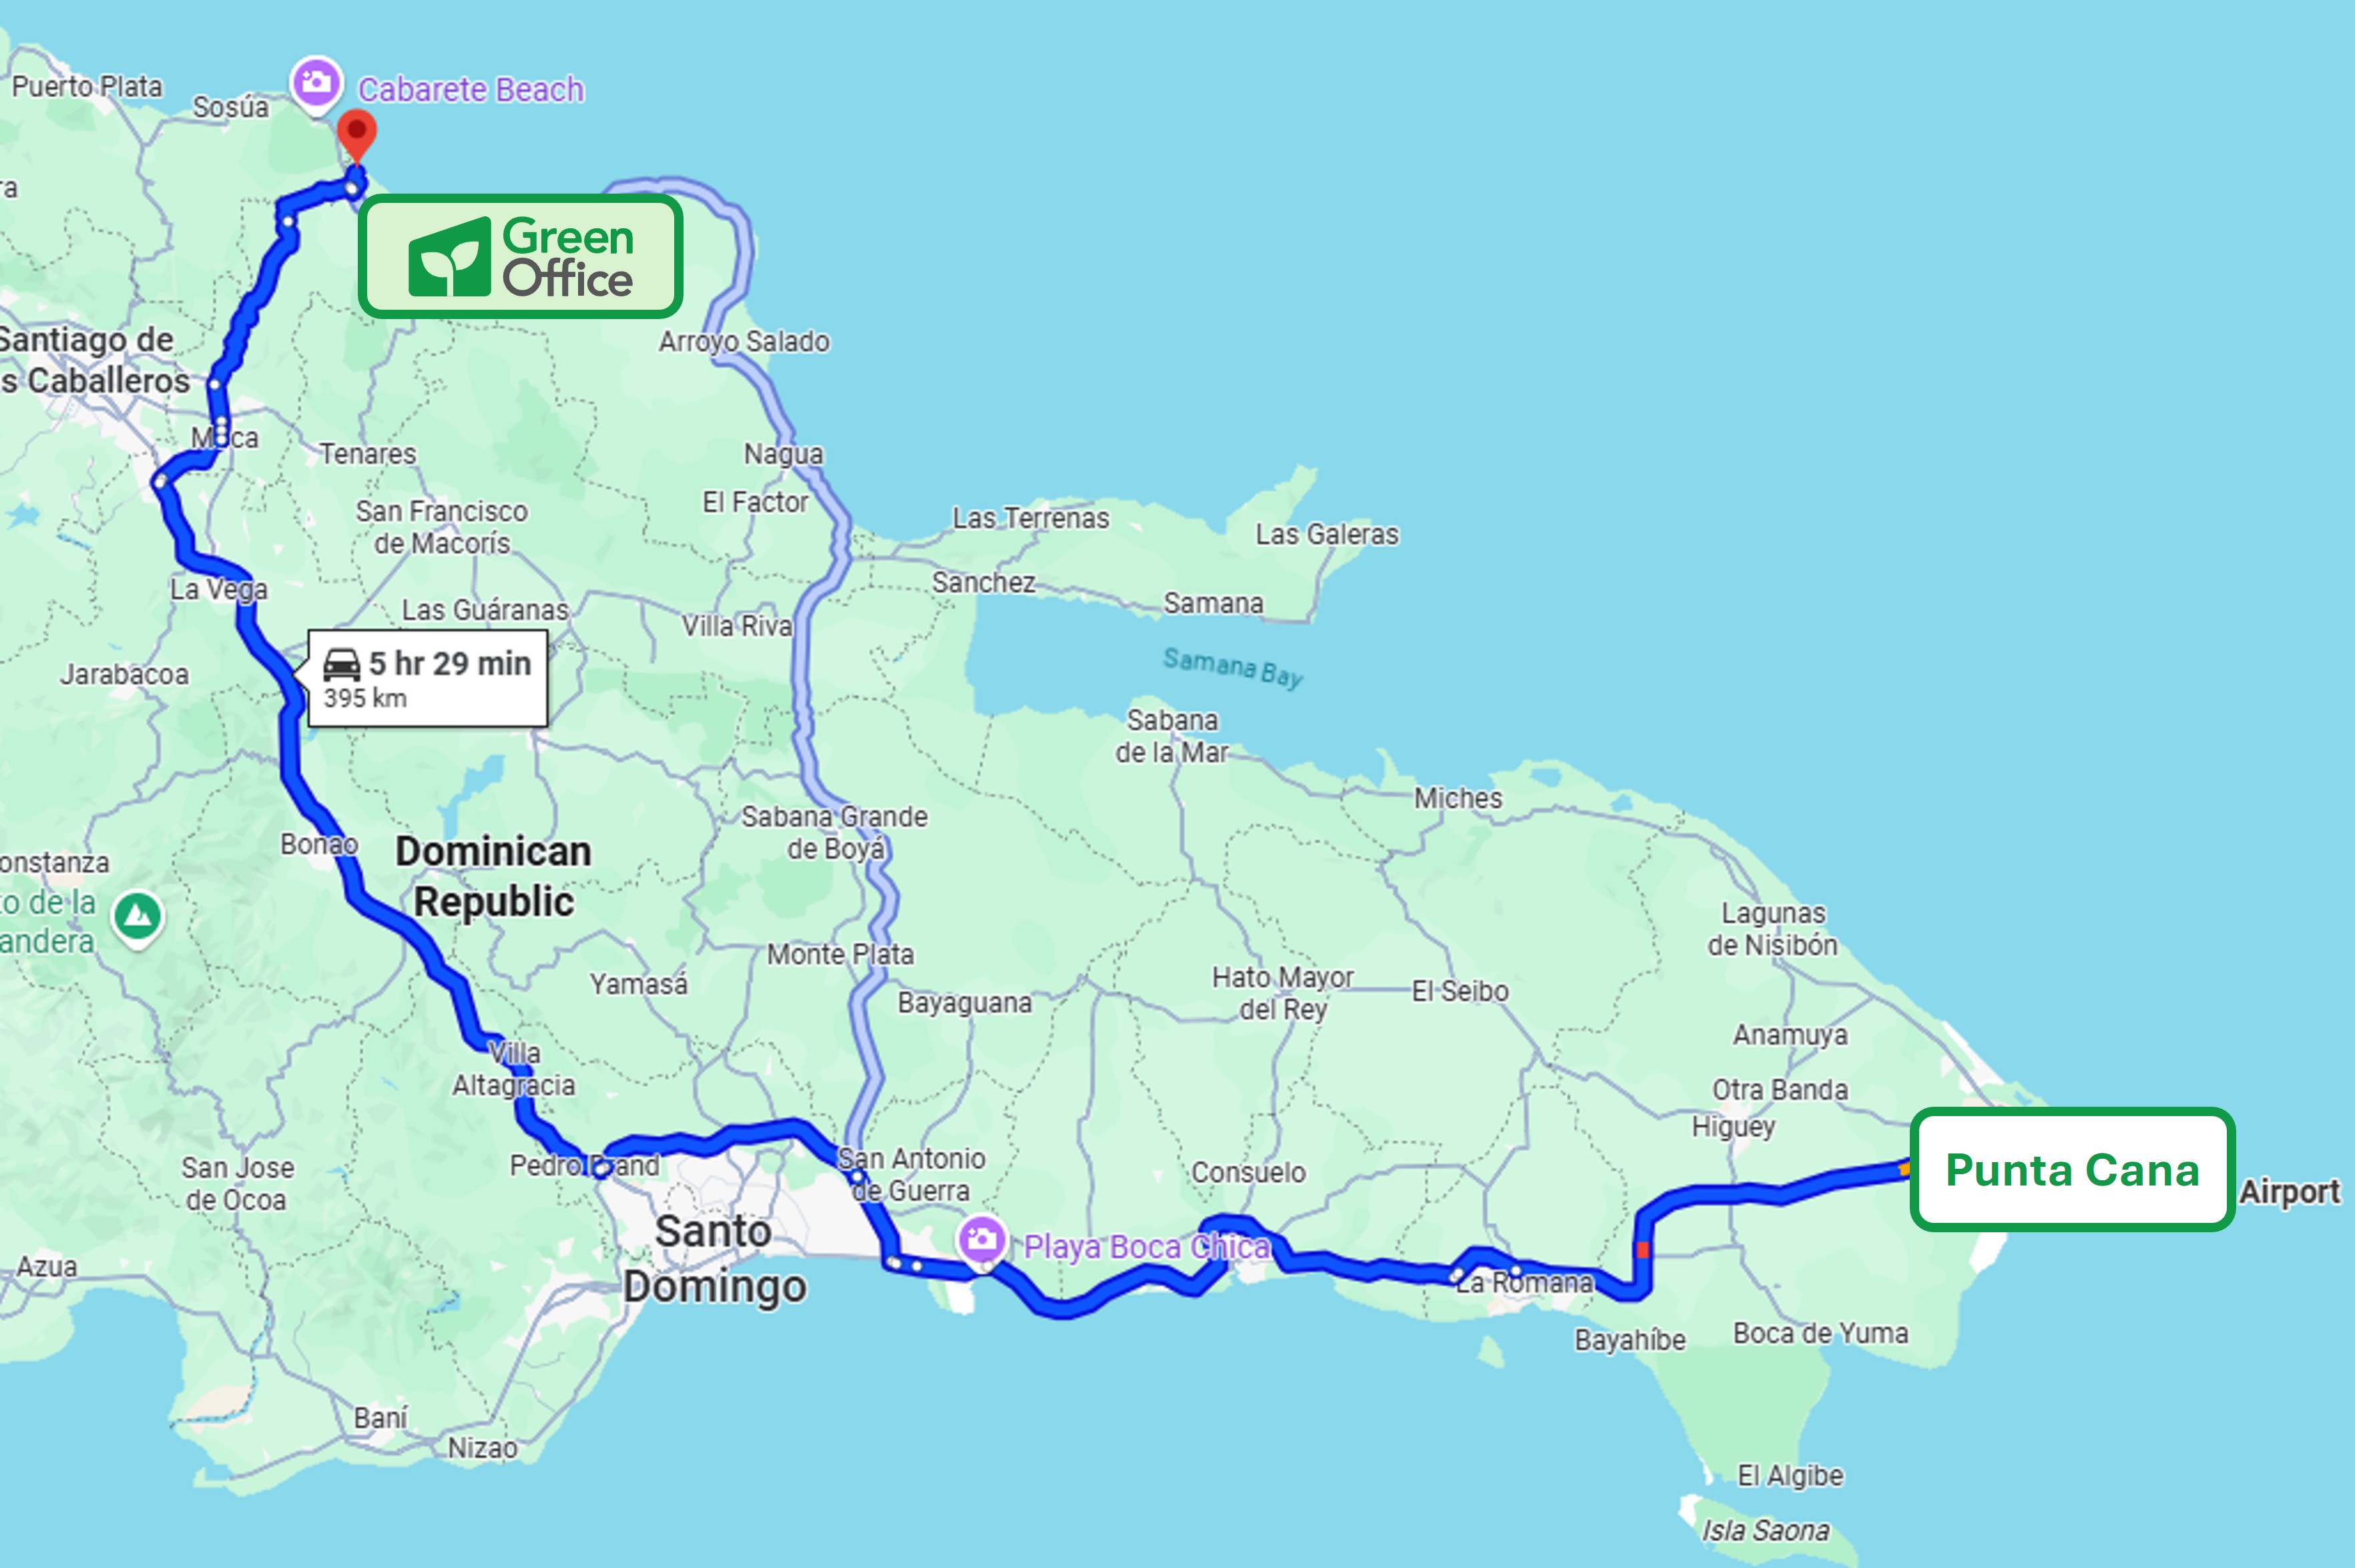 Puerto Plata
Sosúa
Cabarete Beach
ra
Green
Office
Santiago de
s Caballeros
Arroyo Salado
Moca
Tenares
Nagua
El Factor
San Francisco
de Macorís
Las Terrenas
Las Galeras
La Vega
Las Guáranas
Sanchez
Samana
Villa Riva
Samana Bay
Jarabacoa
5 hr 29 min
395 km
Sabana
de la Mar
Miches
Bonao
Dominican
Republic
Sabana Grande
de Boyá
onstanza
to de la
andera
Lagunas
de Nisibón
Monte Plata
Yamasá
Bayaguana
Hato Mayor
del Rey
El Seibo
Anamuya
Villa
Altagracia
Otra Banda
Higuey
Pedro Brand
San Antonio
de Guerra
San Jose
de Ocoa
Consuelo
Punta Cana
Airport
Santo
Domingo
Playa Boca Chica
Azua
La Romana
Bayahíbe
Boca de Yuma
Baní
Nizao
El Algibe
Isla Saona